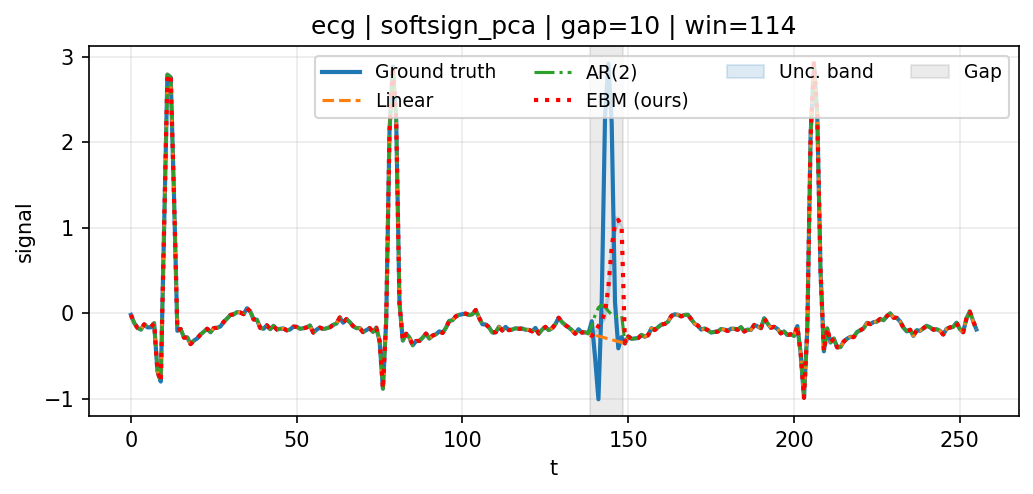 ecg | softsign_pca | gap=10 | win=114
Ground truth
Linear
AR(2)
EBM (ours)
Unc. band
Gap
signal
3
2
1
0
−1
0 50 100 150 200 250
t